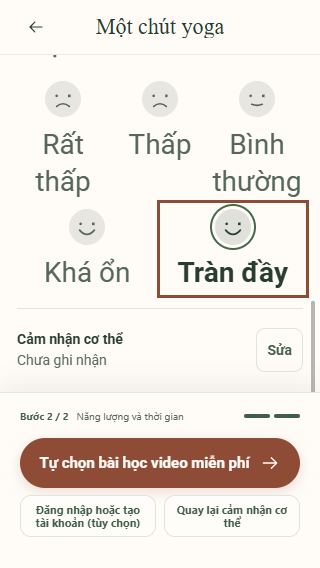 Một chút yoga
Rất
thấp
Thấp
Bình
thường
Khá ổn
Tràn đầy
Cảm nhận cơ thể
Chưa ghi nhận
Sửa
Bước 2 / 2 Năng lượng và thời gian
Tự chọn bài học video miễn phí
Đăng nhập hoặc tạo
tài khoản (tùy chọn)
Quay lại cảm nhận cơ
thể